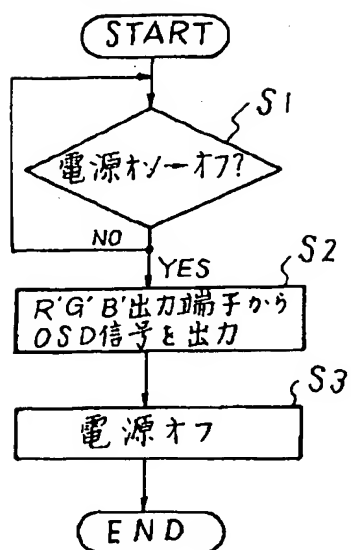 START
S1
電源オン→オフ?
NO
YES
S2
R'G'B'出力端子から
OSD信号を出力
S3
電源オフ
END